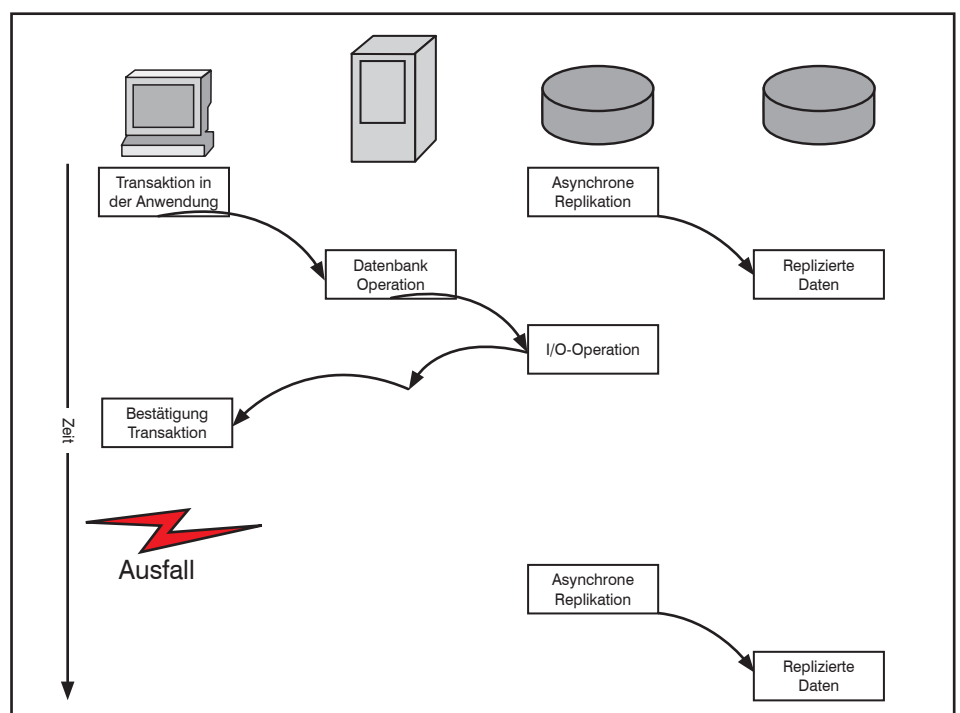 Transaktion in
der Anwendung
Asynchrone
Replikation
Datenbank
Operation
Replizierte
Daten
I/O-Operation
Bestätigung
Transaktion
Zeit
Ausfall
Asynchrone
Replikation
Replizierte
Daten